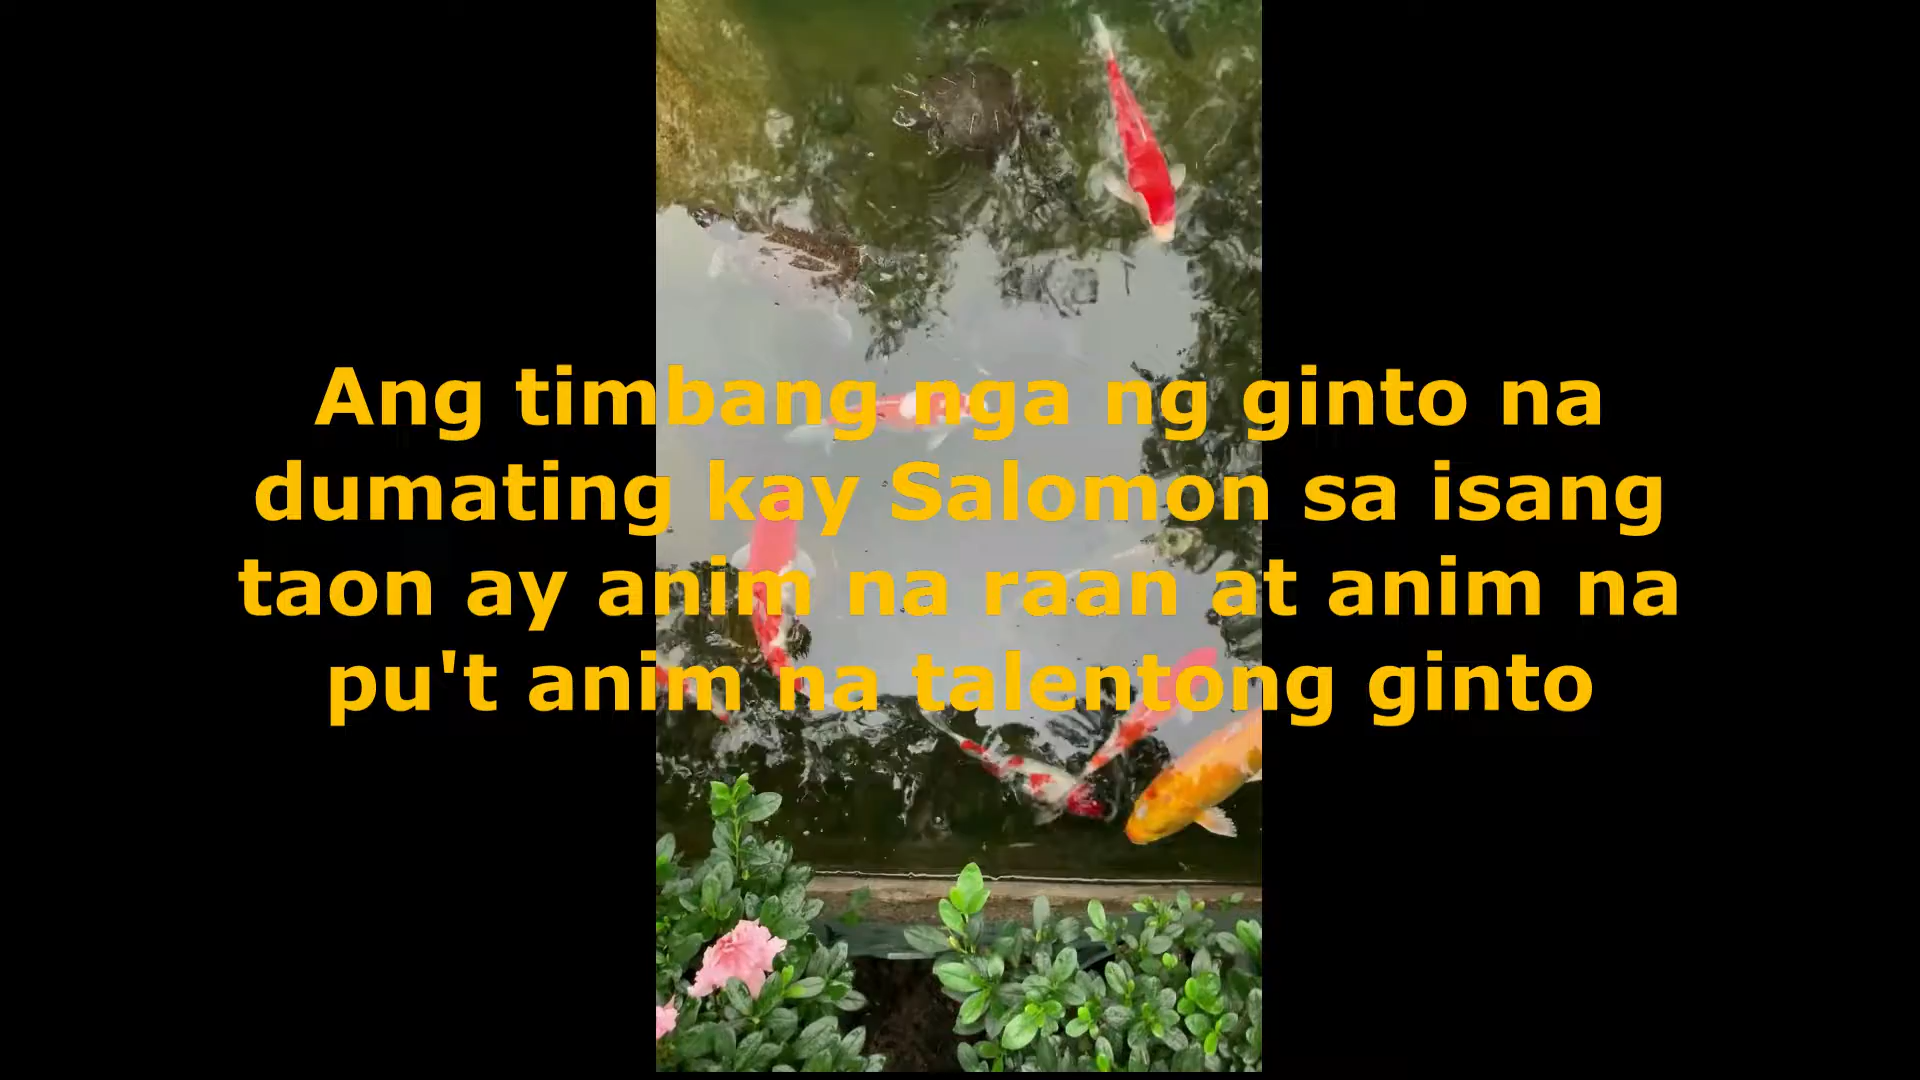 Ang timbang nga ng ginto na
dumating kay Salomon sa isang
taon ay anim na raan at anim na
pu't anim na talentong ginto